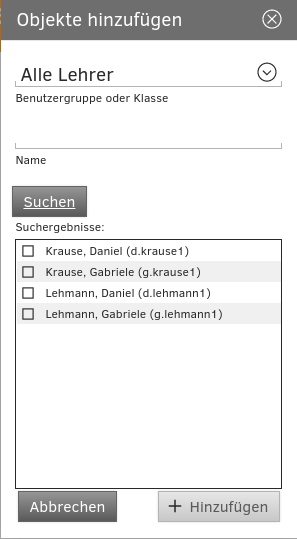 Objekte hinzufügen
Alle Lehrer
Benutzergruppe oder Klasse
Name
Suchen
Suchergebnisse:
Krause, Daniel (d.krause1)
Krause, Gabriele (g.krause1)
Lehmann, Daniel (d.lehmann1)
Lehmann, Gabriele (g.lehmann1)
Abbrechen
+ Hinzufügen